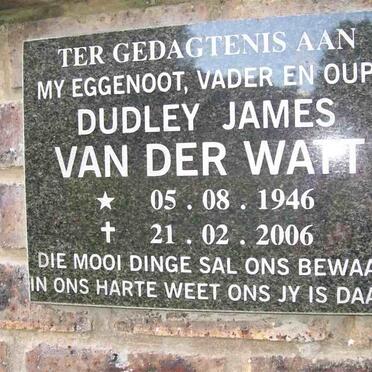 TER GEDAGTENIS AAN
MY EGGENOOT, VADER EN OUP
DUDLEY JAMES
VAN DER WATT
★ 05 . 08 . 1946
✝ 21 . 02 . 2006
DIE MOOI DINGE SAL ONS BEWAA
IN ONS HARTE WEET ONS JY IS DAA